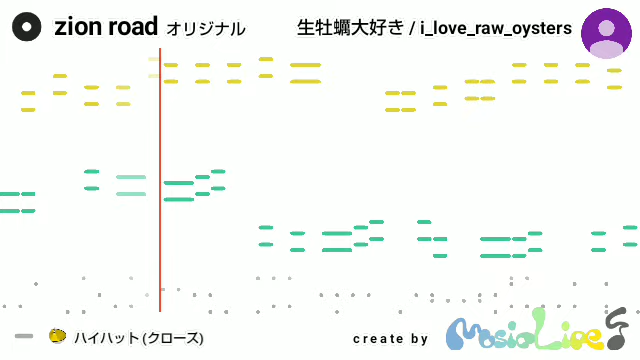 zion road オリジナル
生牡蠣大好き / i_love_raw_oysters
ハイハット (クローズ)
create by MusicLine